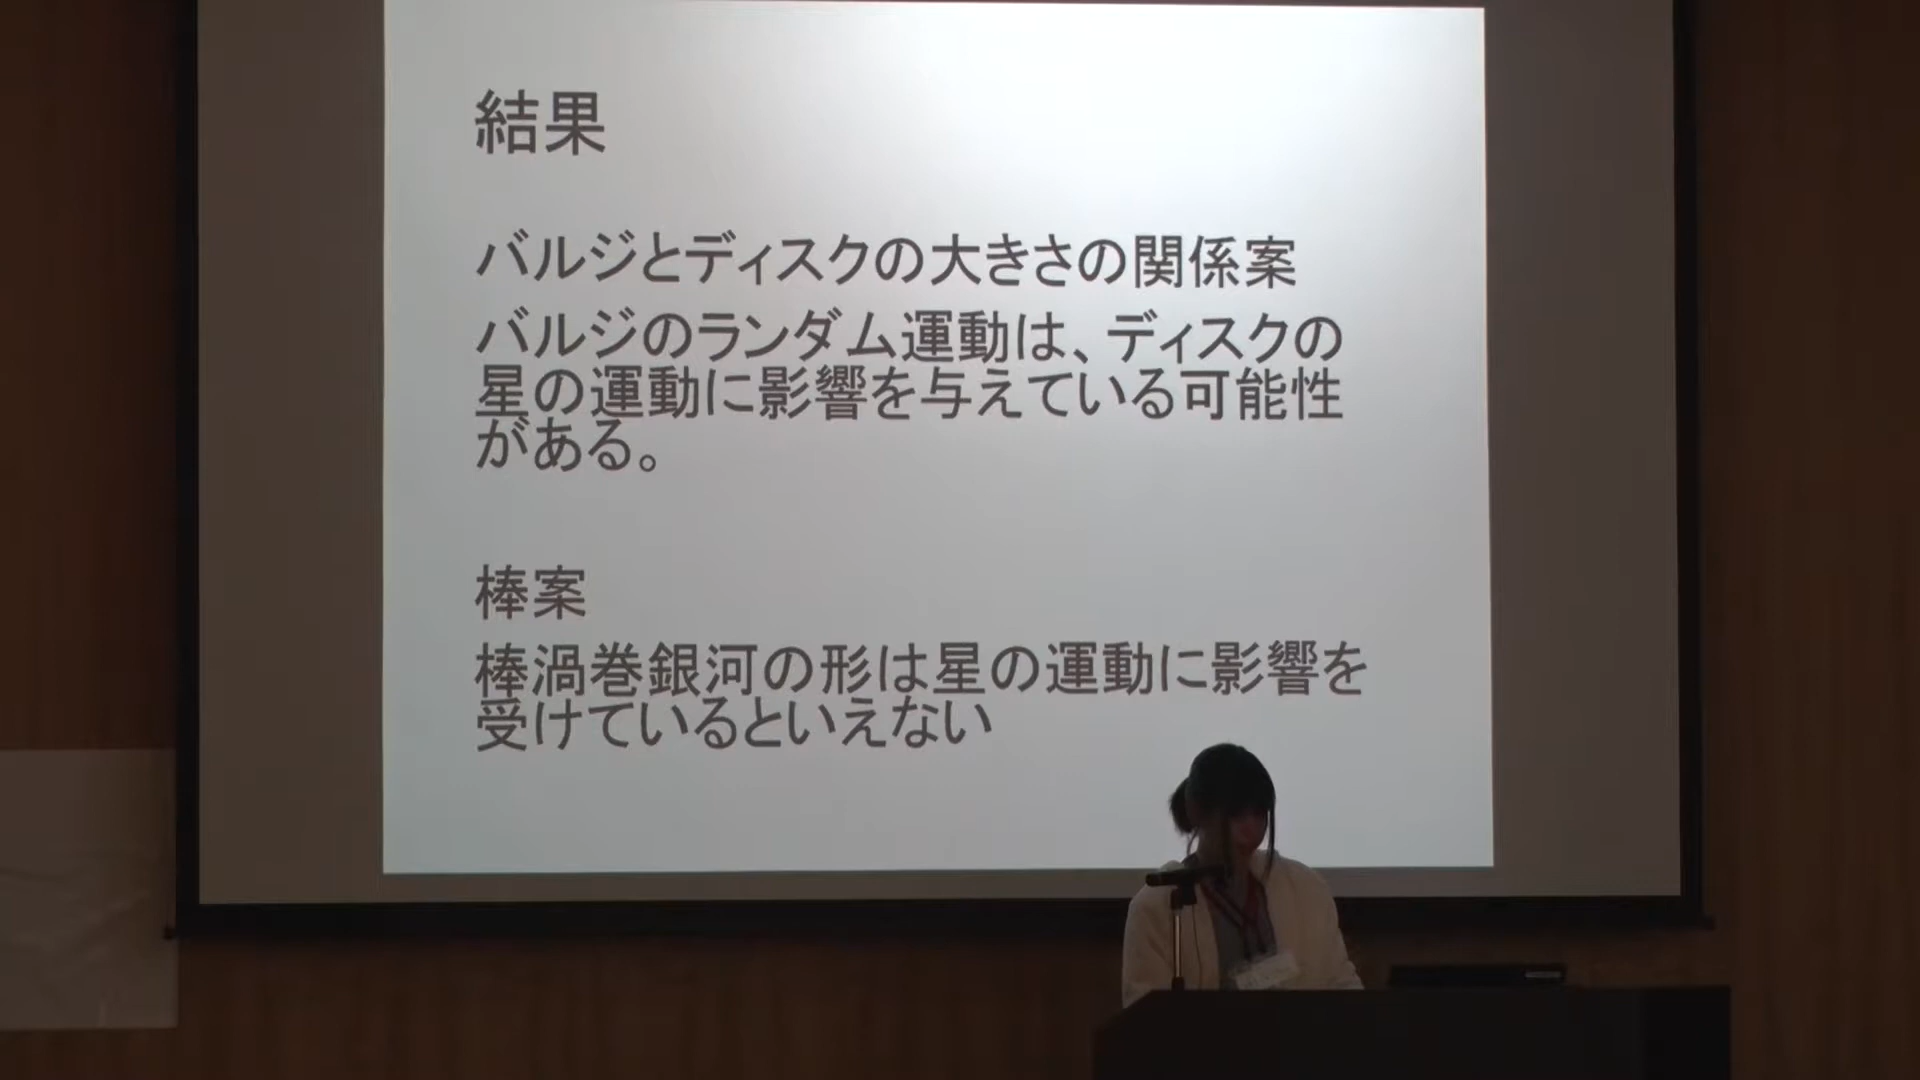 結果
バルジとディスクの大きさの関係案
バルジのランダム運動は、ディスクの
星の運動に影響を与えている可能性
がある。
棒案
棒渦巻銀河の形は星の運動に影響を
受けているといえない